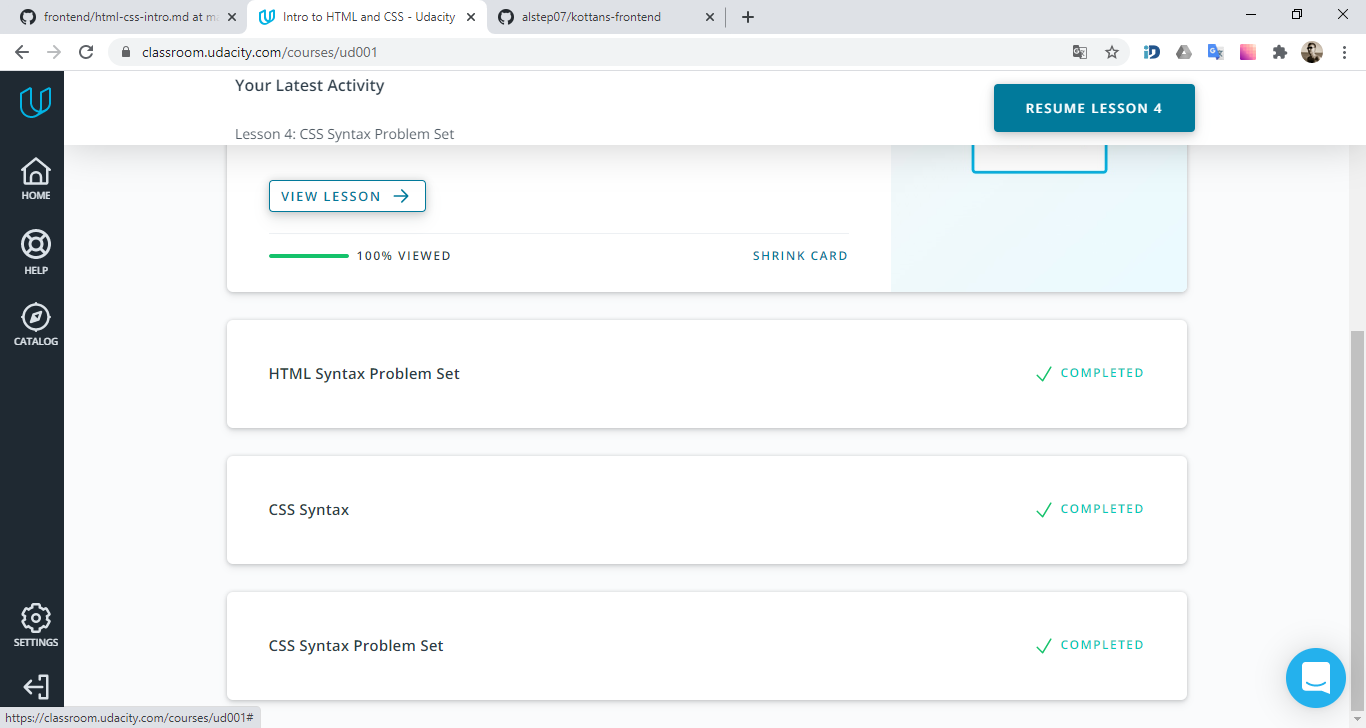 frontend/html-css-intro.md at ma
Intro to HTML and CSS - Udacity
alstep07/kottans-frontend
classroom.udacity.com/courses/ud001
Your Latest Activity
RESUME LESSON 4
Lesson 4: CSS Syntax Problem Set
HOME
VIEW LESSON
HELP
100% VIEWED
SHRINK CARD
CATALOG
HTML Syntax Problem Set
COMPLETED
CSS Syntax
COMPLETED
SETTINGS
CSS Syntax Problem Set
COMPLETED
https://classroom.udacity.com/courses/ud001#